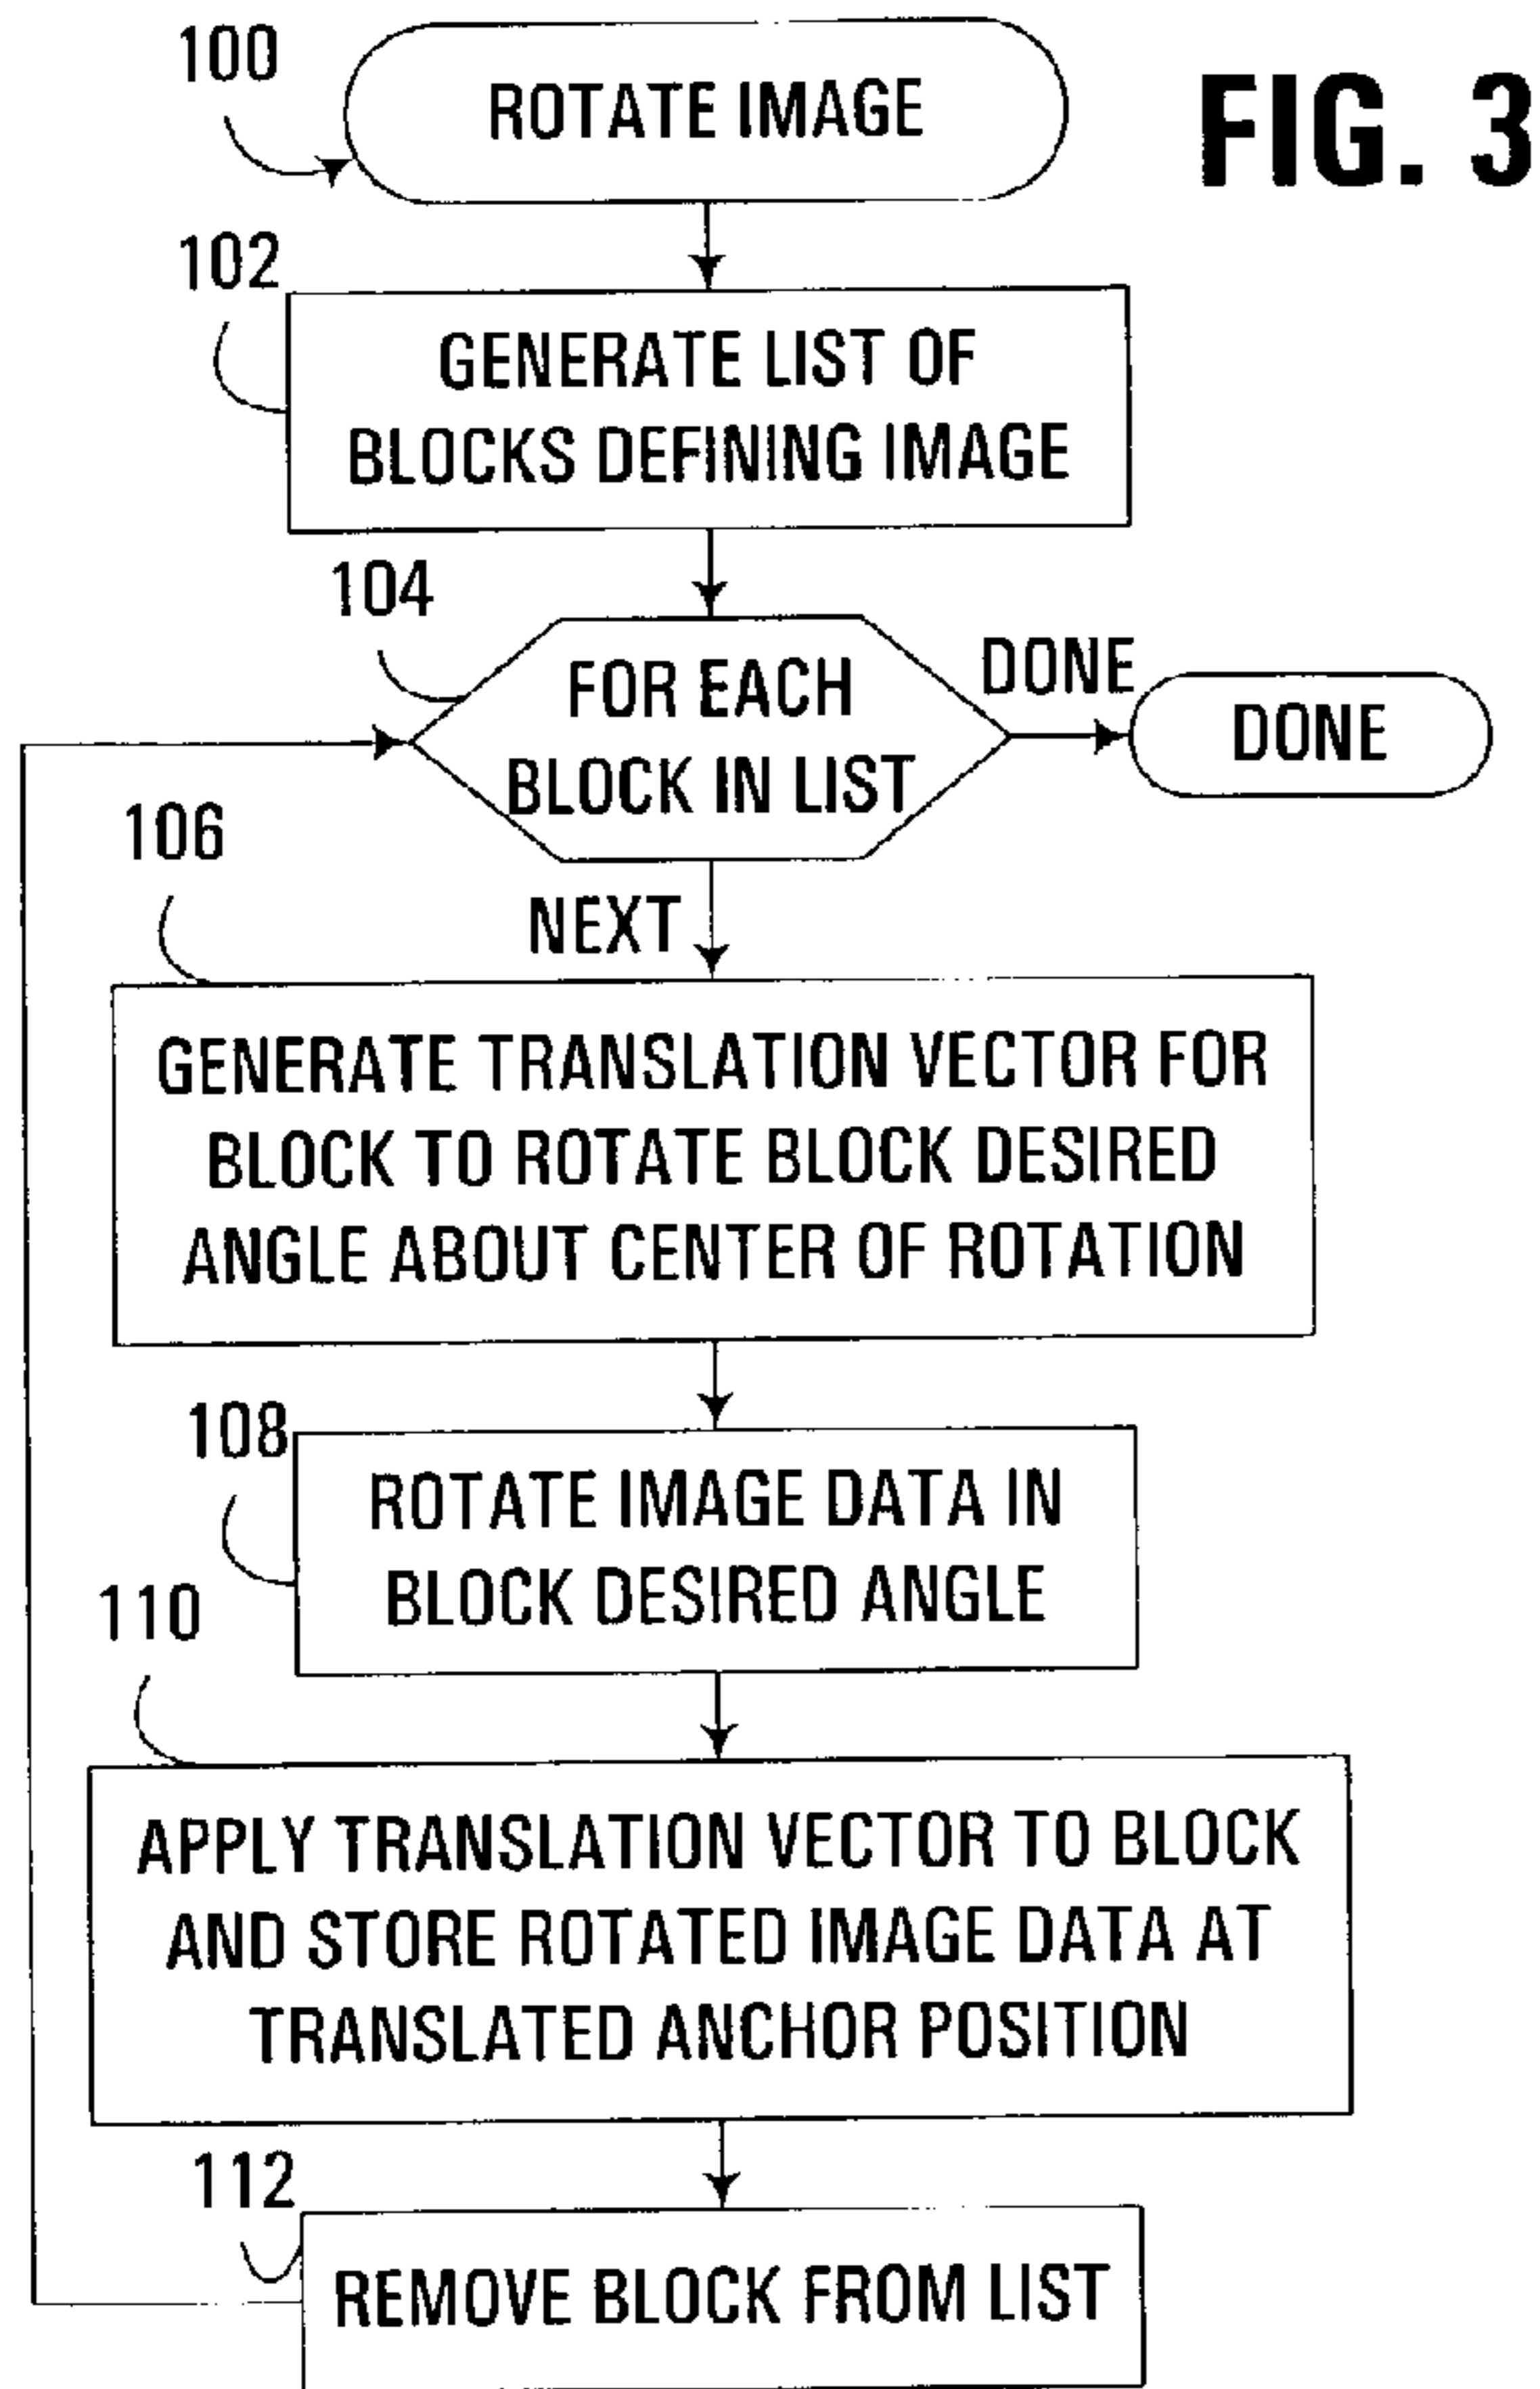 100
ROTATE IMAGE
FIG. 3
102
GENERATE LIST OF
BLOCKS DEFINING IMAGE
104
FOR EACH
BLOCK IN LIST
DONE
DONE
106
NEXT
GENERATE TRANSLATION VECTOR FOR
BLOCK TO ROTATE BLOCK DESIRED
ANGLE ABOUT CENTER OF ROTATION
108
ROTATE IMAGE DATA IN
BLOCK DESIRED ANGLE
110
APPLY TRANSLATION VECTOR TO BLOCK
AND STORE ROTATED IMAGE DATA AT
TRANSLATED ANCHOR POSITION
112
REMOVE BLOCK FROM LIST